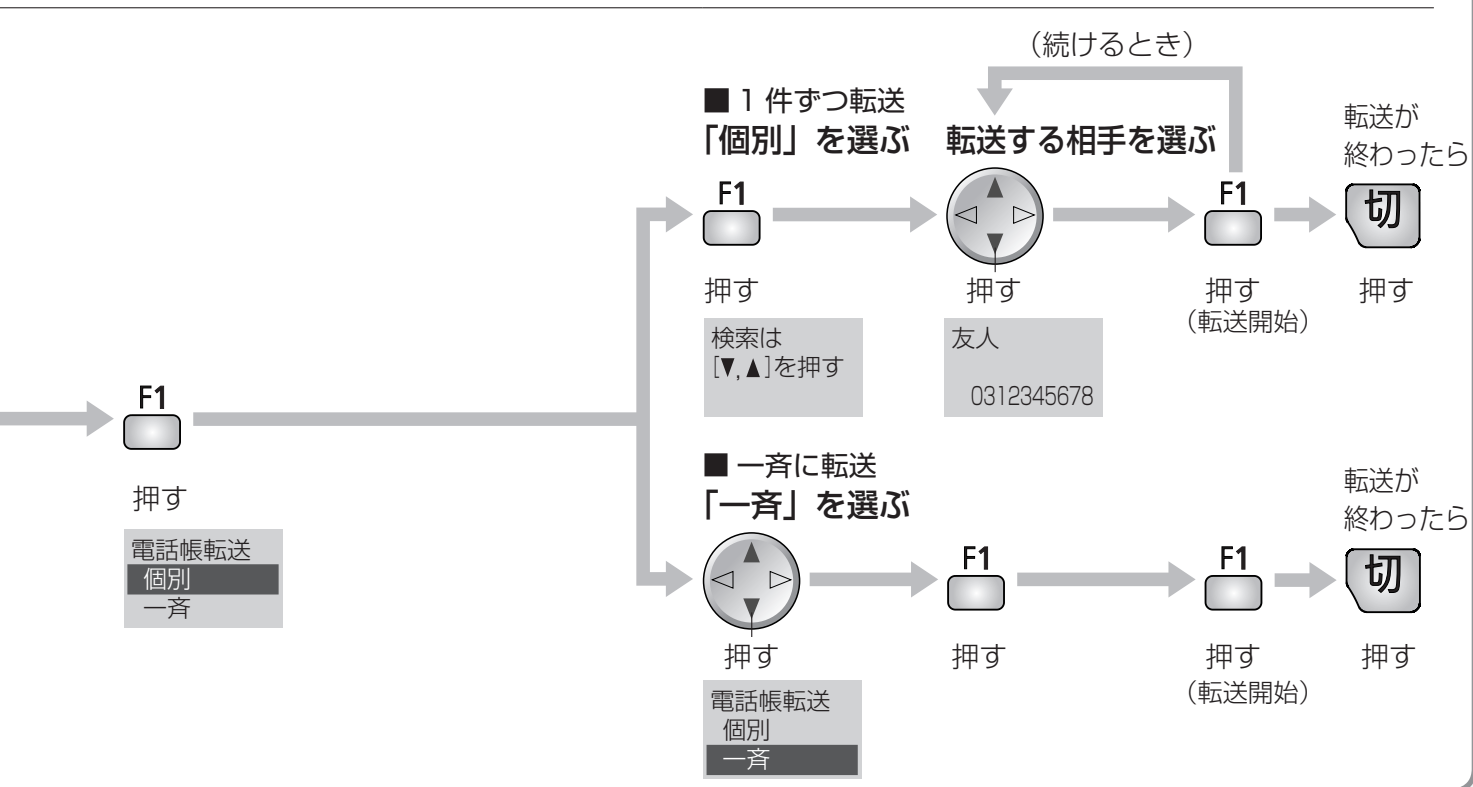 F1
押す
電話帳転送
個別
一斉
■ 1 件ずつ転送
「個別」を選ぶ
F1
押す
検索は
[▼,▲]を押す
転送する相手を選ぶ
押す
友人
0312345678
(続けるとき)
F1
押す
(転送開始)
転送が
終わったら
切
押す
■ 一斉に転送
「一斉」を選ぶ
押す
電話帳転送
個別
一斉
F1
押す
F1
押す
(転送開始)
転送が
終わったら
切
押す